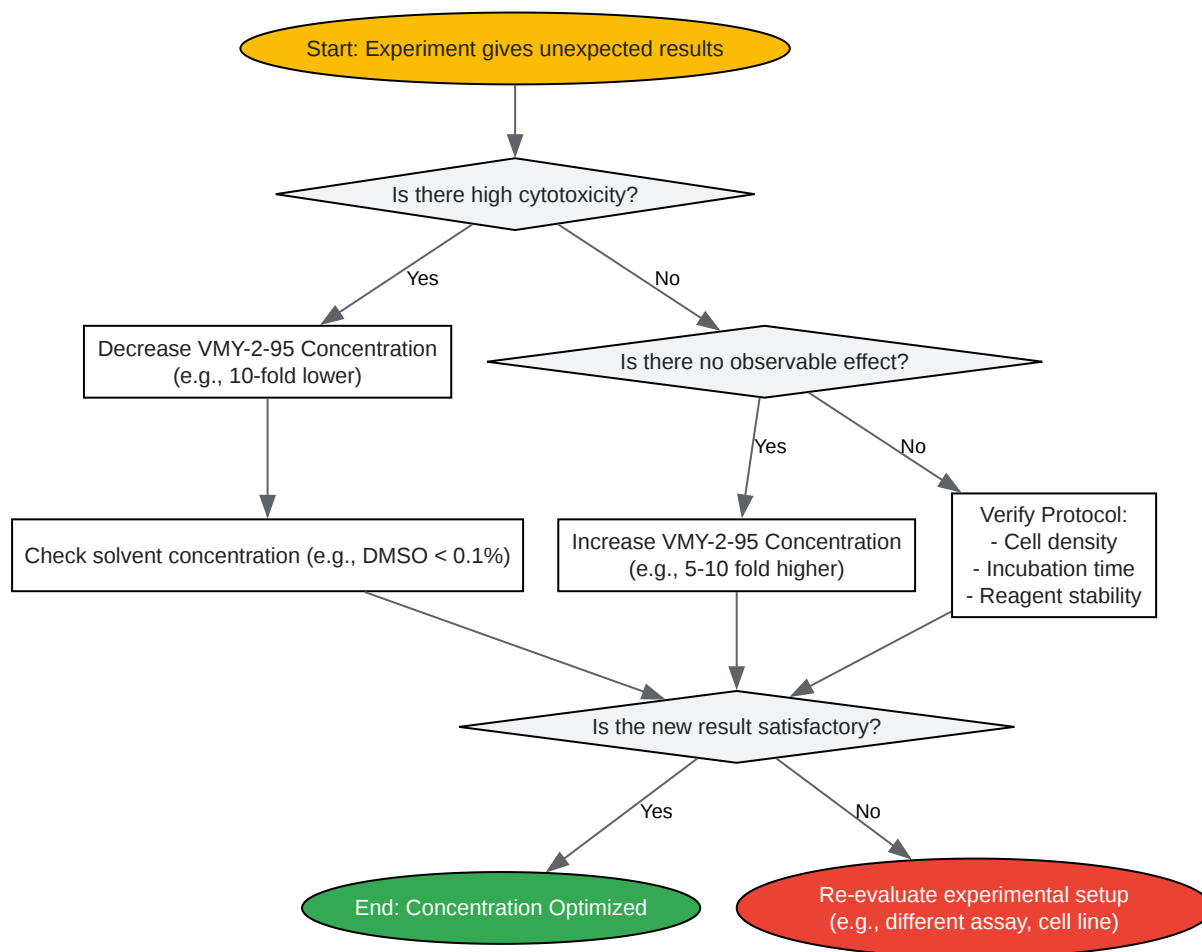 Start: Experiment gives unexpected results
Is there high cytotoxicity?
Yes
No
Decrease VMY-2-95 Concentration
(e.g., 10-fold lower)
Is there no observable effect?
Yes
No
Check solvent concentration (e.g., DMSO < 0.1%)
Increase VMY-2-95 Concentration
(e.g., 5-10 fold higher)
Verify Protocol:
- Cell density
- Incubation time
- Reagent stability
Is the new result satisfactory?
Yes
No
End: Concentration Optimized
Re-evaluate experimental setup
(e.g., different assay, cell line)